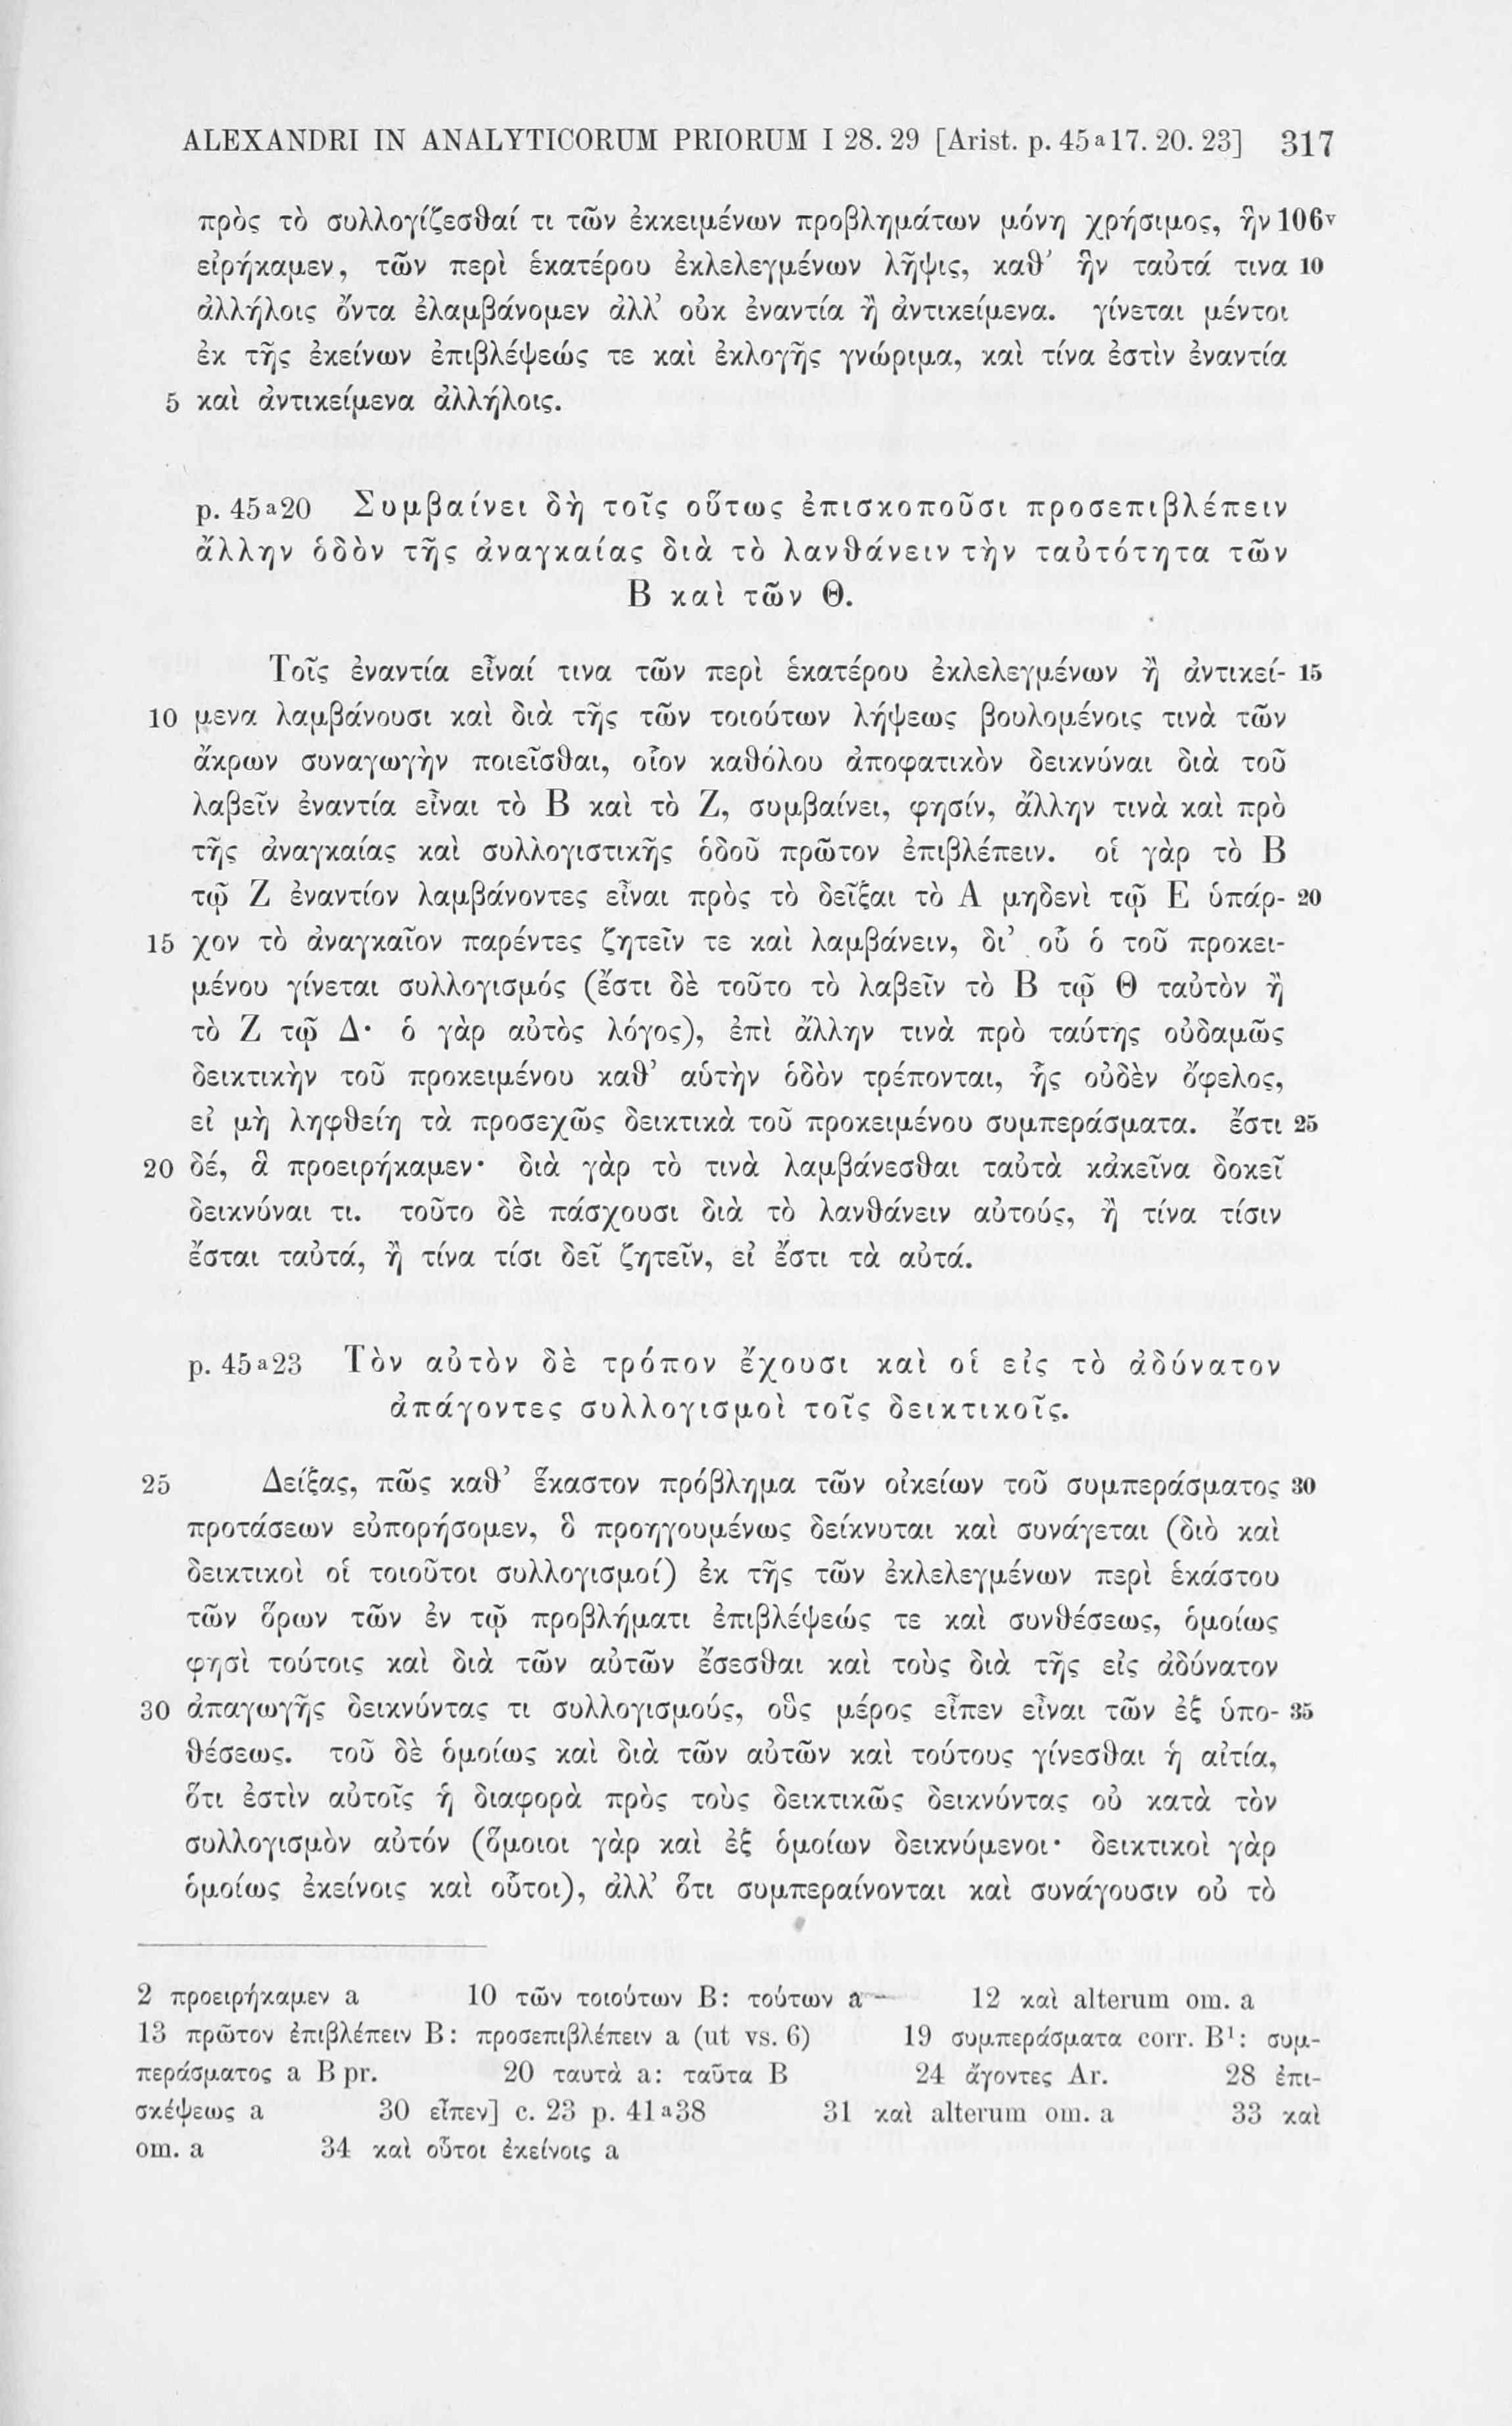 ALEXANDRI IN ANALYTICORUM PRIORUM I 28. 29 [Arist. p. 45a17. 20. 23] 317
πρὸς τὸ συλλογίζεσθαί τι τῶν ἐκκειμένων προβλημάτων μόνη χρήσιμος, ἣν 106v
εἰρήκαμεν, τῶν περὶ ἑκατέρου ἐκλελεγμένων λῆψις, καθ’ ἣν ταὐτά τινα 10
ἀλλήλοις ὄντα ἐλαμβάνομεν ἀλλ’ οὐκ ἐναντία ἢ ἀντικείμενα. γίνεται μέντοι
ἐκ τῆς ἐκείνων ἐπιβλέψεώς τε καὶ ἐκλογῆς γνώριμα, καὶ τίνα ἐστὶν ἐναντία
5 καὶ ἀντικείμενα ἀλλήλοις.
p. 45a20 Συμβαίνει δὴ τοῖς οὕτως ἐπισκοποῦσι προσεπιβλέπειν
ἄλλην ὁδὸν τῆς ἀναγκαίας διὰ τὸ λανθάνειν τὴν ταὐτότητα τῶν
Β καὶ τῶν Θ.
Τοῖς ἐναντία εἶναί τινα τῶν περὶ ἑκατέρου ἐκλελεγμένων ἢ ἀντικεί- 15
10 μενα λαμβάνουσι καὶ διὰ τῆς τῶν τοιούτων λήψεως βουλομένοις τινὰ τῶν
ἄκρων συναγωγὴν ποιεῖσθαι, οἷον καθόλου ἀποφατικὸν δεικνύναι διὰ τοῦ
λαβεῖν ἐναντία εἶναι τὸ Β καὶ τὸ Ζ, συμβαίνει, φησίν, ἄλλην τινὰ καὶ πρὸ
τῆς ἀναγκαίας καὶ συλλογιστικῆς ὁδοῦ πρῶτον ἐπιβλέπειν. οἱ γὰρ τὸ Β
τῷ Ζ ἐναντίον λαμβάνοντες εἶναι πρὸς τὸ δεῖξαι τὸ Α μηδενὶ τῷ Ε ὑπάρ- 20
15 χον τὸ ἀναγκαῖον παρέντες ζητεῖν τε καὶ λαμβάνειν, δι’ οὗ ὁ τοῦ προκει-
μένου γίνεται συλλογισμός (ἔστι δὲ τοῦτο τὸ λαβεῖν τὸ Β τῷ Θ ταὐτὸν ἢ
τὸ Ζ τῷ Δ· ὁ γὰρ αὐτὸς λόγος), ἐπὶ ἄλλην τινὰ πρὸ ταύτης οὐδαμῶς
δεικτικὴν τοῦ προκειμένου καθ’ αὑτὴν ὁδὸν τρέπονται, ἧς οὐδὲν ὄφελος,
εἰ μὴ ληφθείη τὰ προσεχῶς δεικτικὰ τοῦ προκειμένου συμπεράσματα. ἔστι 25
20 δέ, ἃ προειρήκαμεν· διὰ γὰρ τὸ τινὰ λαμβάνεσθαι ταὐτὰ κἀκεῖνα δοκεῖ
δεικνύναι τι. τοῦτο δὲ πάσχουσι διὰ τὸ λανθάνειν αὐτούς, ἢ τίνα τίσιν
ἔσται ταὐτά, ἢ τίνα τίσι δεῖ ζητεῖν, εἰ ἔστι τὰ αὐτά.
p. 45a23 Τὸν αὐτὸν δὲ τρόπον ἔχουσι καὶ οἱ εἰς τὸ ἀδύνατον
ἀπάγοντες συλλογισμοὶ τοῖς δεικτικοῖς.
25 Δείξας, πῶς καθ’ ἕκαστον πρόβλημα τῶν οἰκείων τοῦ συμπεράσματος 30
προτάσεων εὐπορήσομεν, ὃ προηγουμένως δείκνυται καὶ συνάγεται (διὸ καὶ
δεικτικοὶ οἱ τοιοῦτοι συλλογισμοί) ἐκ τῆς τῶν ἐκλελεγμένων περὶ ἑκάστου
τῶν ὅρων τῶν ἐν τῷ προβλήματι ἐπιβλέψεώς τε καὶ συνθέσεως, ὁμοίως
φησὶ τούτοις καὶ διὰ τῶν αὐτῶν ἔσεσθαι καὶ τοὺς διὰ τῆς εἰς ἀδύνατον
30 ἀπαγωγῆς δεικνύντας τι συλλογισμούς, οὓς μέρος εἶπεν εἶναι τῶν ἐξ ὑπο- 35
θέσεως. τοῦ δὲ ὁμοίως καὶ διὰ τῶν αὐτῶν καὶ τούτους γίνεσθαι ἡ αἰτία,
ὅτι ἐστὶν αὐτοῖς ἡ διαφορὰ πρὸς τοὺς δεικτικῶς δεικνύντας οὐ κατὰ τὸν
συλλογισμὸν αὐτόν (ὅμοιοι γὰρ καὶ ἐξ ὁμοίων δεικνύμενοι· δεικτικοὶ γὰρ
ὁμοίως ἐκείνοις καὶ οὗτοι), ἀλλ’ ὅτι συμπεραίνονται καὶ συνάγουσιν οὐ τὸ
2 προειρήκαμεν a 10 τῶν τοιούτων B: τούτων a 12 καὶ alterum om. a
13 πρῶτον ἐπιβλέπειν B: προσεπιβλέπειν a (ut vs. 6) 19 συμπεράσματα corr. B1: συμ-
περάσματος a B pr. 20 ταυτὰ a: ταῦτα B 24 ἄγοντες Ar. 28 ἐπι-
σκέψεως a 30 εἶπεν] c. 23 p. 41a38 31 καὶ alterum om. a 33 καὶ
om. a 34 καὶ οὗτοι ἐκείνοις a